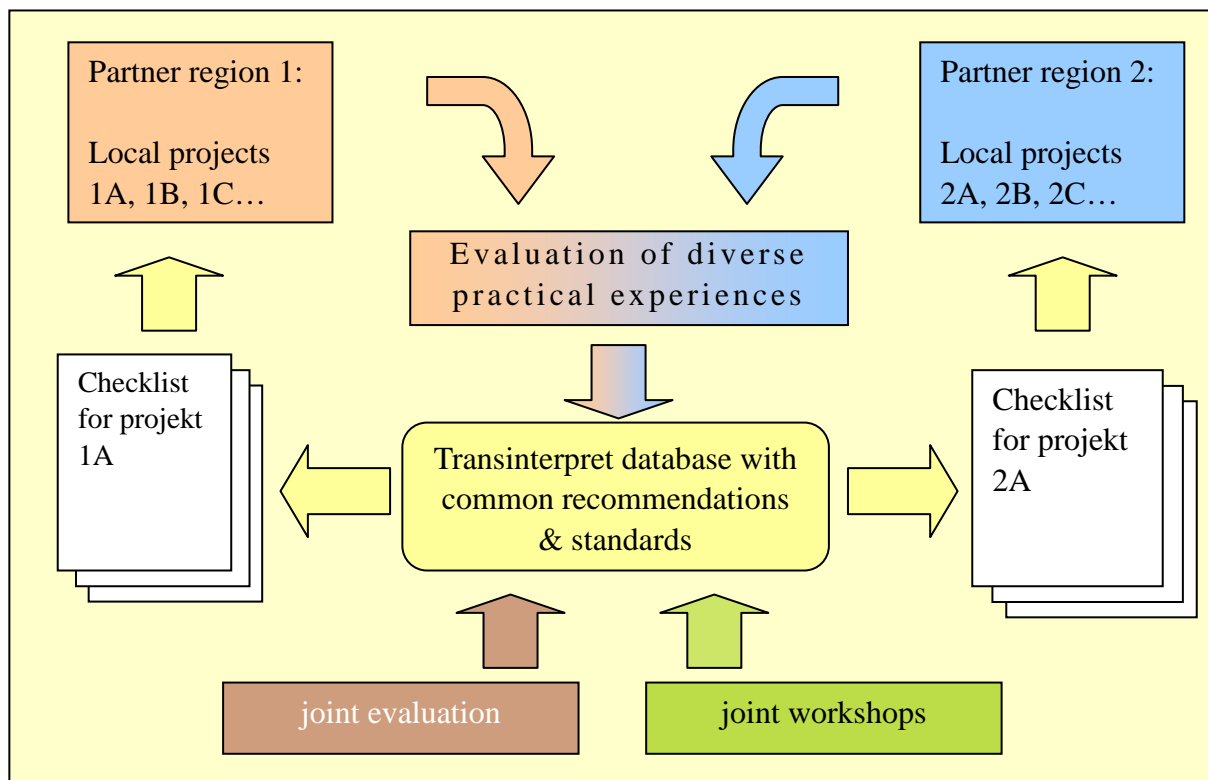 Partner region 1:
Local projects
1A, 1B, 1C…
Partner region 2:
Local projects
2A, 2B, 2C…
Evaluation of diverse
practical experiences
Checklist
for projekt
1A
Transinterpret database with
common recommendations
& standards
Checklist
for projekt
2A
joint evaluation
joint workshops